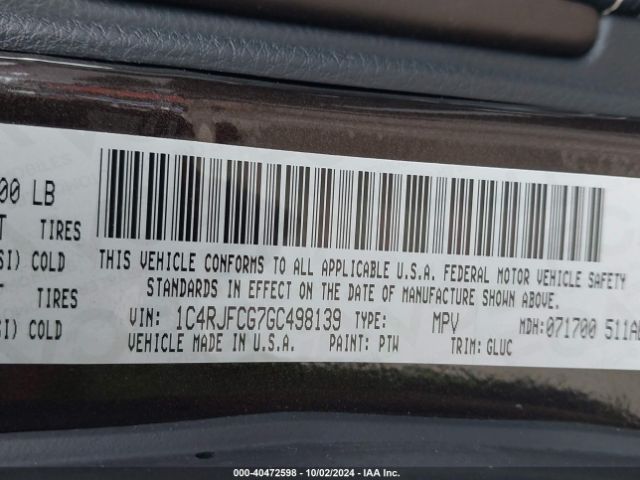 00 LB
T TIRES
SI) COLD
T TIRES
SI) COLD
THIS VEHICLE CONFORMS TO ALL APPLICABLE U.S.A. FEDERAL MOTOR VEHICLE SAFETY
STANDARDS IN EFFECT ON THE DATE OF MANUFACTURE SHOWN ABOVE.
VIN: 1C4RJFCG7GC498139 TYPE: MPV MDH:071700 511A
VEHICLE MADE IN U.S.A. PAINT: PTW TRIM: GLUC
000-40472598 - 10/02/2024 - IAA Inc.